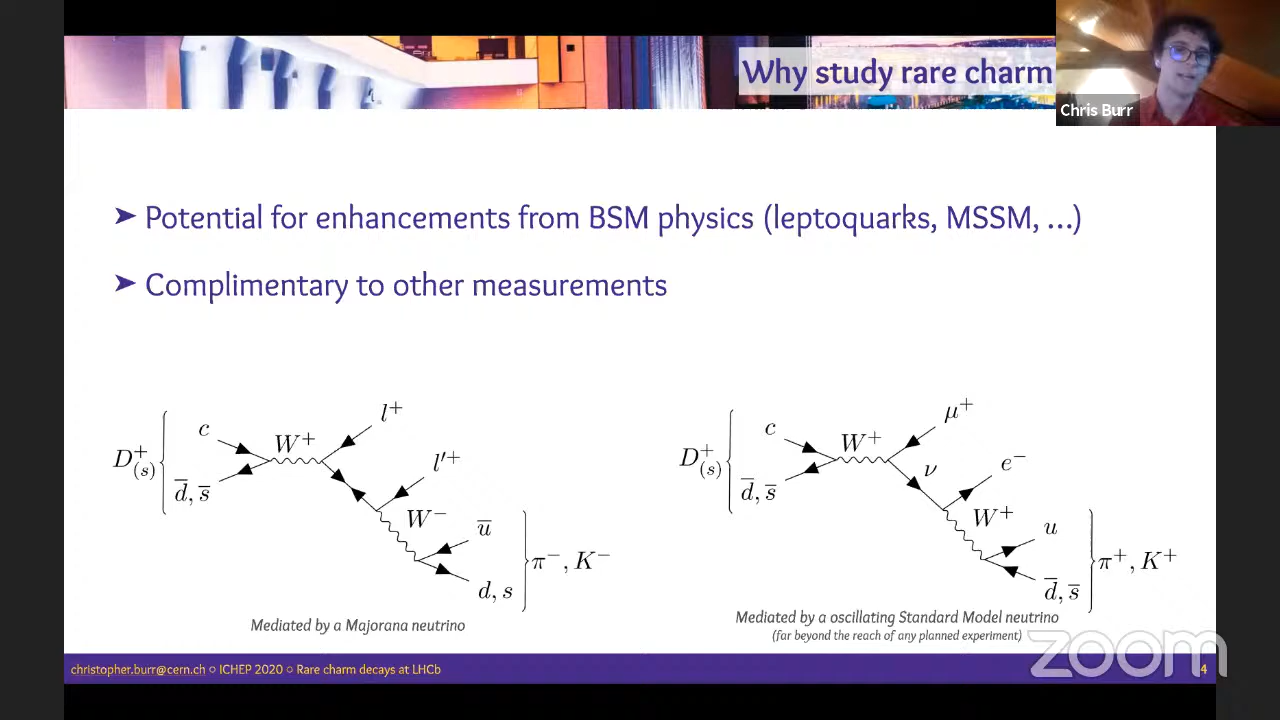 Why study rare charm
Chris Burr
➤ Potential for enhancements from BSM physics (leptoquarks, MSSM, …)
➤ Complimentary to other measurements
D⁺₍ₛ₎
c
d̅, s̅
W⁺
l⁺
l′⁺
W⁻
u̅
d, s
π⁻, K⁻
Mediated by a Majorana neutrino
D⁺₍ₛ₎
c
d̅, s̅
W⁺
μ⁺
ν
e⁻
W⁺
u
d̅, s̅
π⁺, K⁺
Mediated by a oscillating Standard Model neutrino
(far beyond the reach of any planned experiment)
christopher.burr@cern.ch ○ ICHEP 2020 ○ Rare charm decays at LHCb
4
zoom